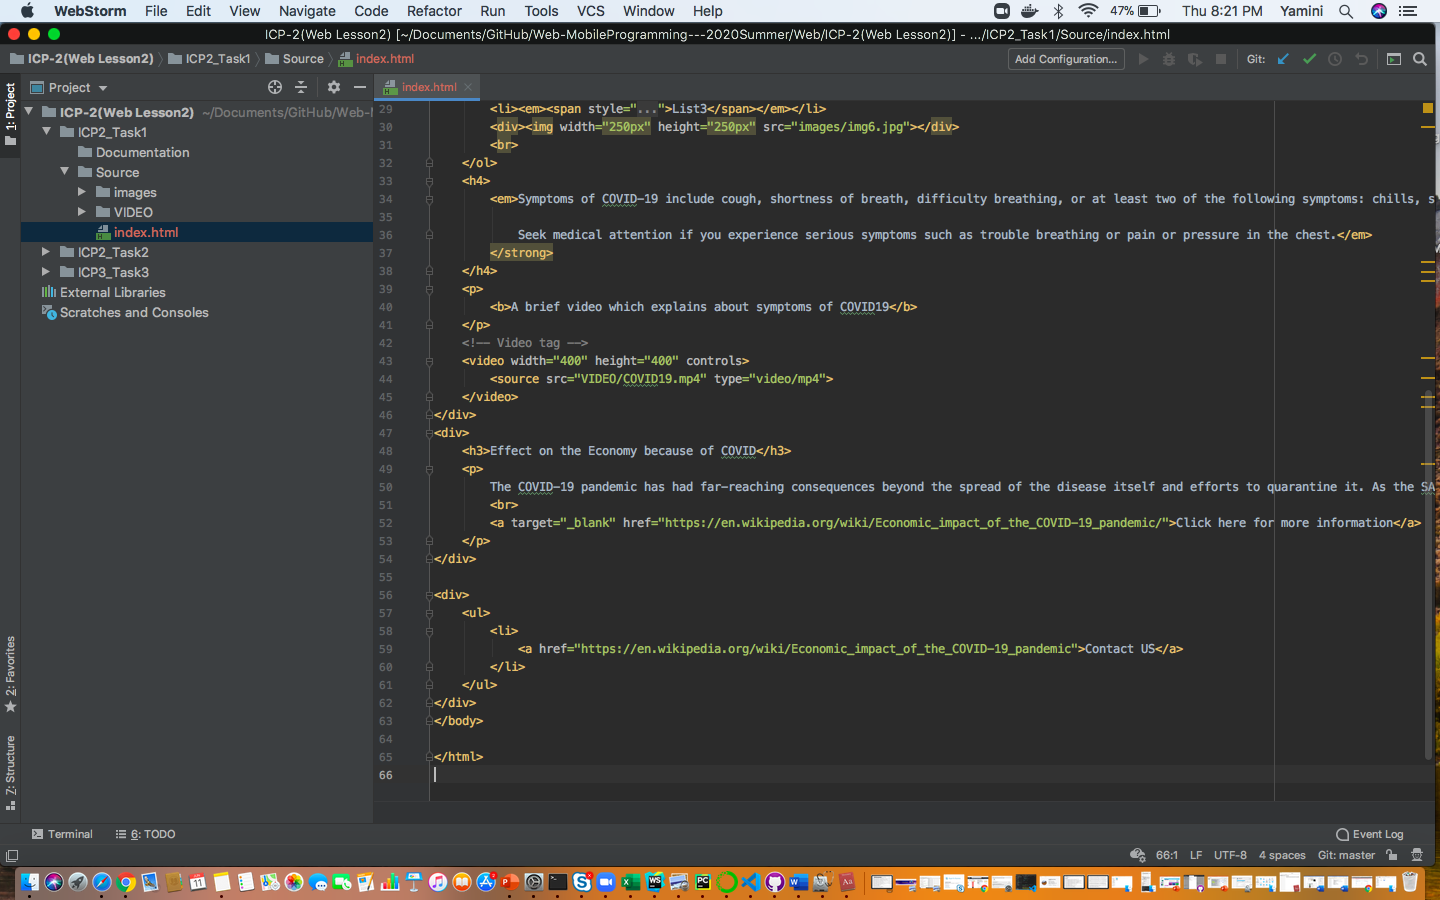 WebStorm File Edit View Navigate Code Refactor Run Tools VCS Window Help 47% Thu 8:21 PM Yamini
ICP-2(Web Lesson2) [~/Documents/GitHub/Web-MobileProgramming---2020Summer/Web/ICP-2(Web Lesson2)] - .../ICP2_Task1/Source/index.html
ICP-2(Web Lesson2) ICP2_Task1 Source index.html Add Configuration... Git:
1: Project
Project
index.html
ICP-2(Web Lesson2) ~/Documents/GitHub/Web-
ICP2_Task1
Documentation
Source
images
VIDEO
index.html
ICP2_Task2
ICP3_Task3
External Libraries
Scratches and Consoles
29 <li><em><span style="...">List3</span></em></li>
30 <div><img width="250px" height="250px" src="images/img6.jpg"></div>
31 <br>
32 </ol>
33 <h4>
34 <em>Symptoms of COVID-19 include cough, shortness of breath, difficulty breathing, or at least two of the following symptoms: chills, s
35
36 Seek medical attention if you experience serious symptoms such as trouble breathing or pain or pressure in the chest.</em>
37 </strong>
38 </h4>
39 <p>
40 <b>A brief video which explains about symptoms of COVID19</b>
41 </p>
42 <!-- Video tag -->
43 <video width="400" height="400" controls>
44 <source src="VIDEO/COVID19.mp4" type="video/mp4">
45 </video>
46 </div>
47 <div>
48 <h3>Effect on the Economy because of COVID</h3>
49 <p>
50 The COVID-19 pandemic has had far-reaching consequences beyond the spread of the disease itself and efforts to quarantine it. As the SA
51 <br>
52 <a target="_blank" href="https://en.wikipedia.org/wiki/Economic_impact_of_the_COVID-19_pandemic/">Click here for more information</a>
53 </p>
54 </div>
55
56 <div>
57 <ul>
58 <li>
59 <a href="https://en.wikipedia.org/wiki/Economic_impact_of_the_COVID-19_pandemic">Contact US</a>
60 </li>
61 </ul>
62 </div>
63 </body>
64
65 </html>
66
2: Favorites
7: Structure
Terminal 6: TODO Event Log
66:1 LF UTF-8 4 spaces Git: master